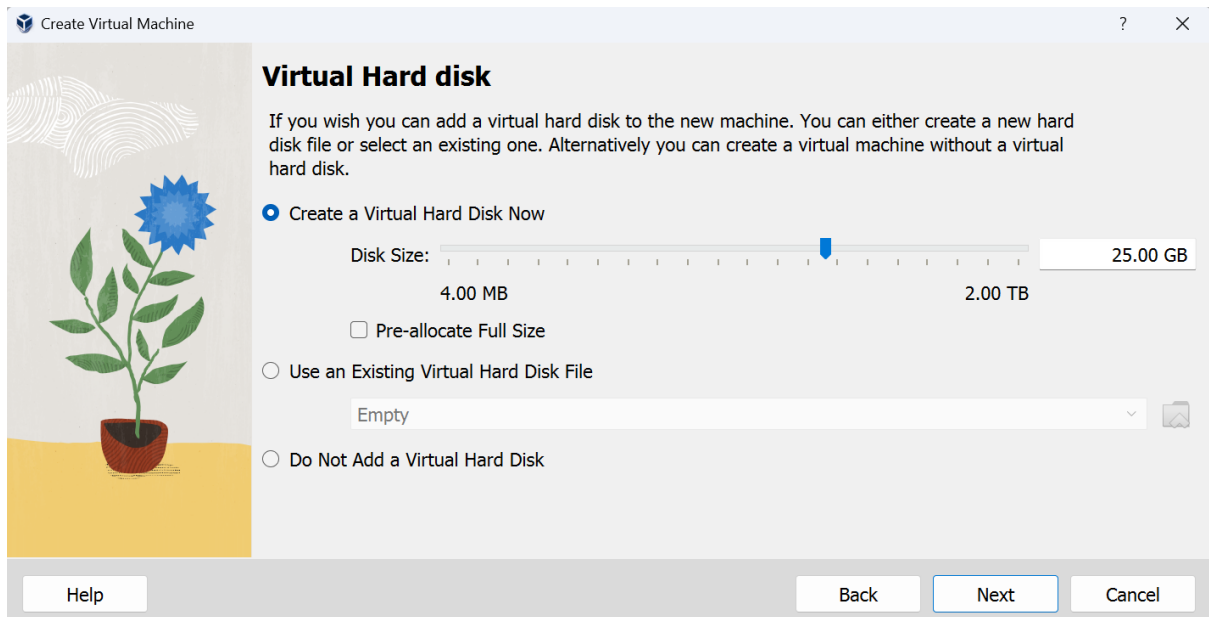 Create Virtual Machine
?
Virtual Hard disk
If you wish you can add a virtual hard disk to the new machine. You can either create a new hard
disk file or select an existing one. Alternatively you can create a virtual machine without a virtual
hard disk.
Create a Virtual Hard Disk Now
Disk Size: 25.00 GB
4.00 MB 2.00 TB
Pre-allocate Full Size
Use an Existing Virtual Hard Disk File
Empty
Do Not Add a Virtual Hard Disk
Help Back Next Cancel